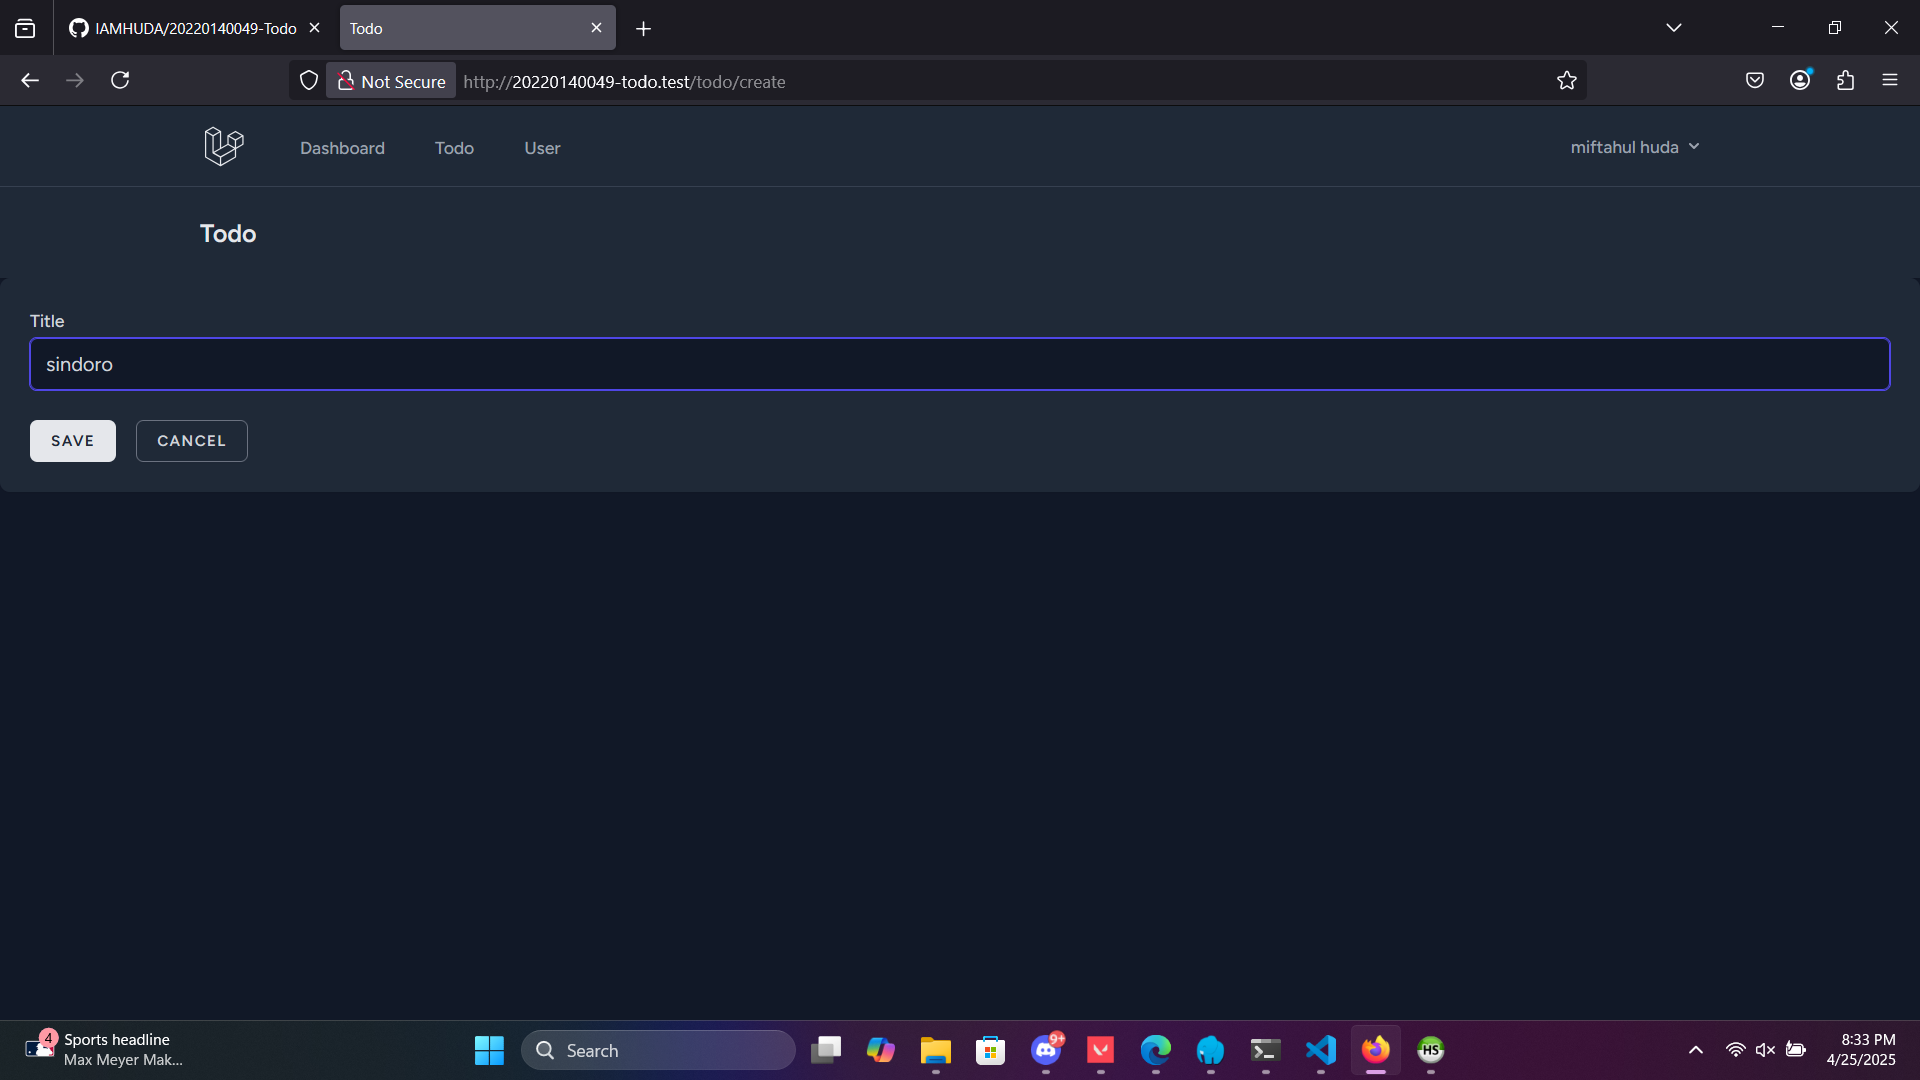 IAMHUDA/20220140049-Todo
Todo
Not Secure
http://20220140049-todo.test/todo/create
Dashboard
Todo
User
miftahul huda
Todo
Title
sindoro
SAVE
CANCEL
4
Sports headline
Max Meyer Mak...
Search
9+
HS
8:33 PM
4/25/2025